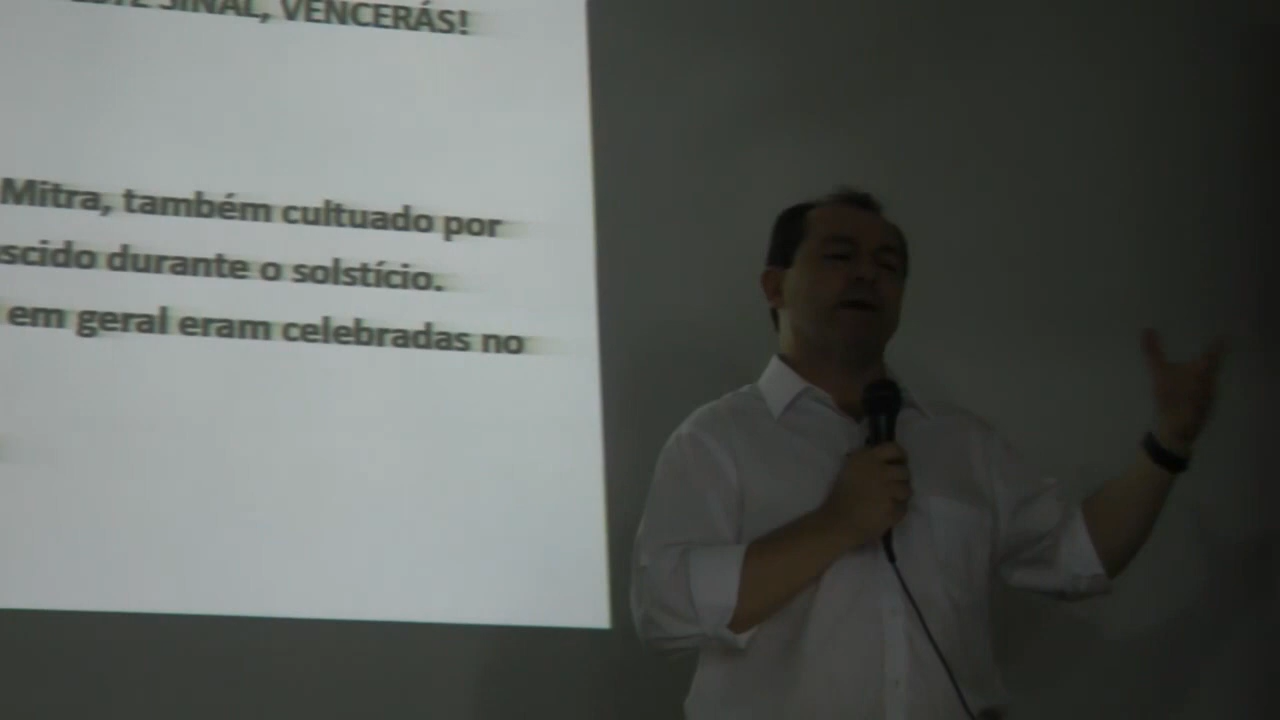 SINAL, VENCERÁS!
Mitra, também cultuado por
scido durante o solstício.
em geral eram celebradas no